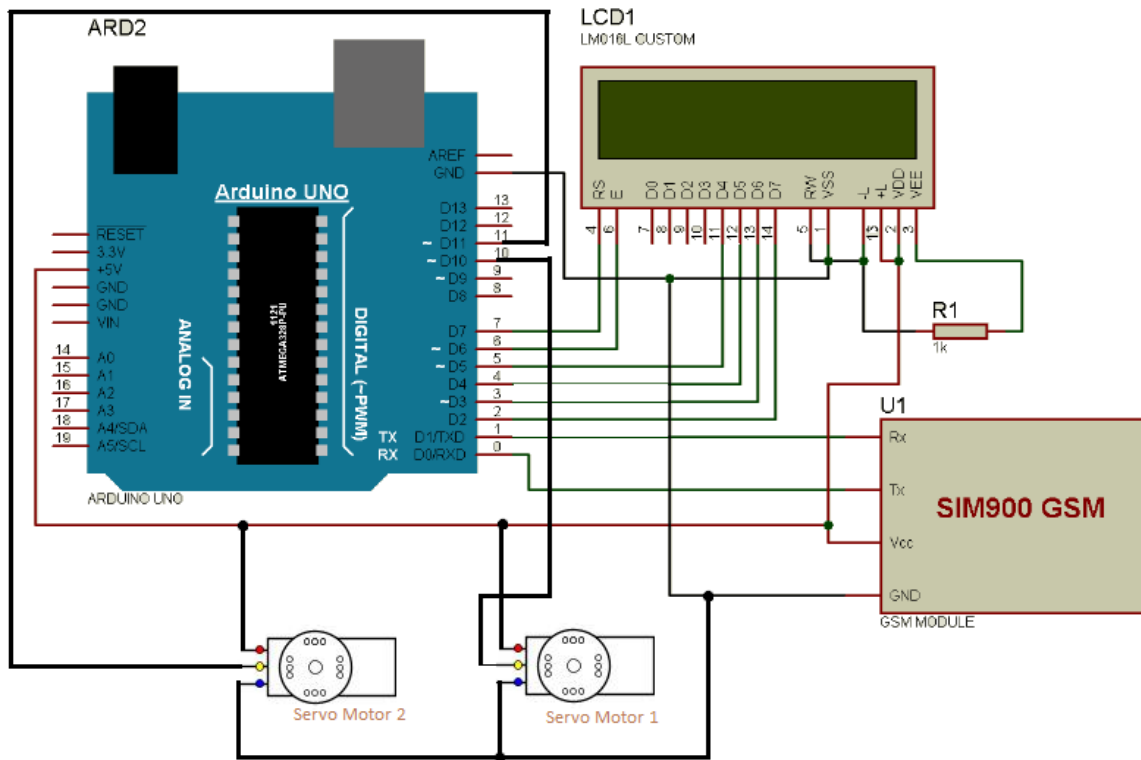 ARD2
LCD1
LM016L CUSTOM
AREF
GND
Arduino UNO
RESET
3.3V
+5V
GND
GND
VIN
14 A0
15 A1
16 A2
17 A3
18 A4/SDA
19 A5/SCL
ANALOG IN
1121
ATMEGA328P-PU
DIGITAL (~PWM)
D13 13
D12 12
~ D11 11
~ D10 10
~ D9 9
D8 8
D7 7
~ D6 6
~ D5 5
D4 4
~ D3 3
D2 2
TX D1/TXD 1
RX D0/RXD 0
ARDUINO UNO
RS E D0 D1 D2 D3 D4 D5 D6 D7 RW VSS -L +L VDD VEE
4 6 7 8 9 10 11 12 13 14 5 1 2 3
R1
1k
U1
Rx
Tx
SIM900 GSM
Vcc
GND
GSM MODULE
Servo Motor 2
Servo Motor 1